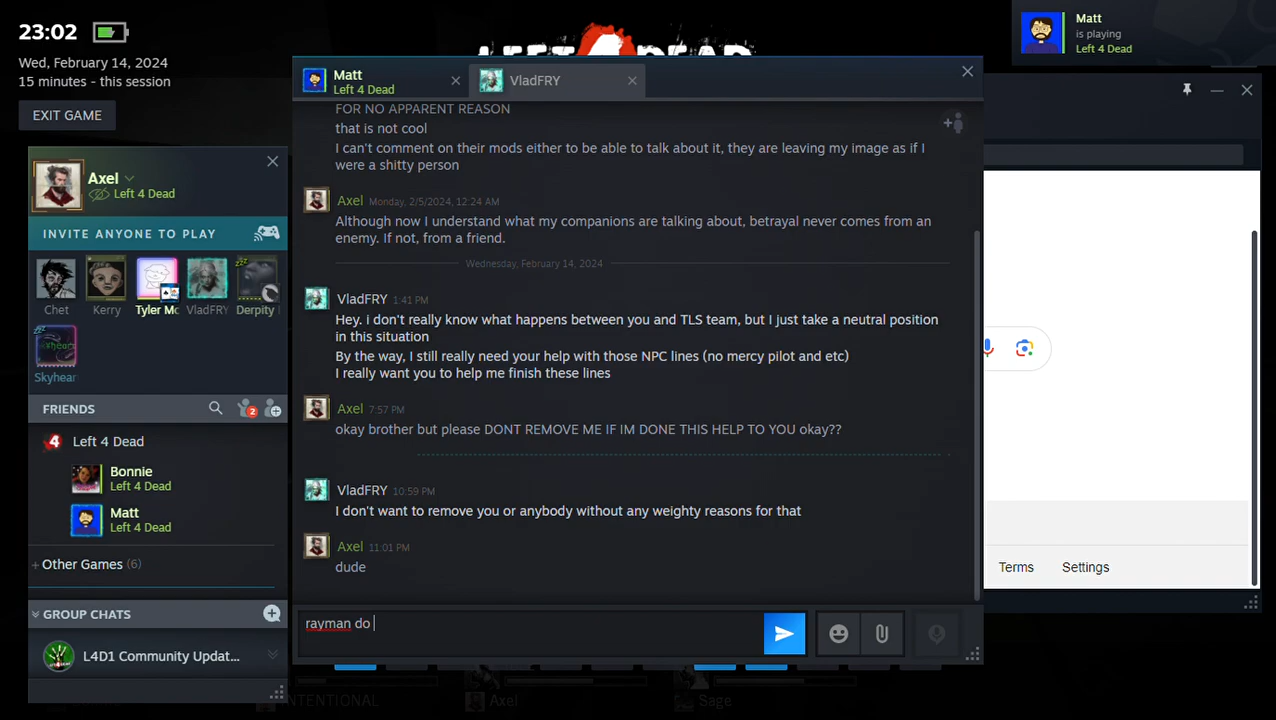 23:02
Wed, February 14, 2024
15 minutes - this session
EXIT GAME
LEFT 4 DEAD
Matt
is playing
Left 4 Dead
Axel
Left 4 Dead
INVITE ANYONE TO PLAY
Chet
Kerry
Tyler Mc
VladFRY
Derpity
Skyhear
FRIENDS
2
4
Left 4 Dead
Bonnie
Left 4 Dead
Matt
Left 4 Dead
+ Other Games (6)
GROUP CHATS
L4D1 Community Updat...
Matt
Left 4 Dead
VladFRY
FOR NO APPARENT REASON
that is not cool
I can't comment on their mods either to be able to talk about it, they are leaving my image as if I
were a shitty person
Axel Monday, 2/5/2024, 12:24 AM
Although now I understand what my companions are talking about, betrayal never comes from an
enemy. If not, from a friend.
Wednesday, February 14, 2024
VladFRY 1:41 PM
Hey. i don't really know what happens between you and TLS team, but I just take a neutral position
in this situation
By the way, I still really need your help with those NPC lines (no mercy pilot and etc)
I really want you to help me finish these lines
Axel 7:57 PM
okay brother but please DONT REMOVE ME IF IM DONE THIS HELP TO YOU okay??
VladFRY 10:59 PM
I don't want to remove you or anybody without any weighty reasons for that
Axel 11:01 PM
dude
rayman do
Terms
Settings
Axel
Sage